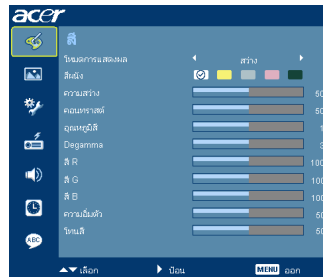 acer
สี
โหมดการแสดงผล สว่าง
สีผนัง
ความสว่าง 50
คอนทราสต์ 50
อุณหภูมิสี 1
Degamma 3
สี R 100
สี G 100
สี B 100
ความอิ่มตัว 50
โทนสี 50
ABC
เลือก ป้อน MENU ออก